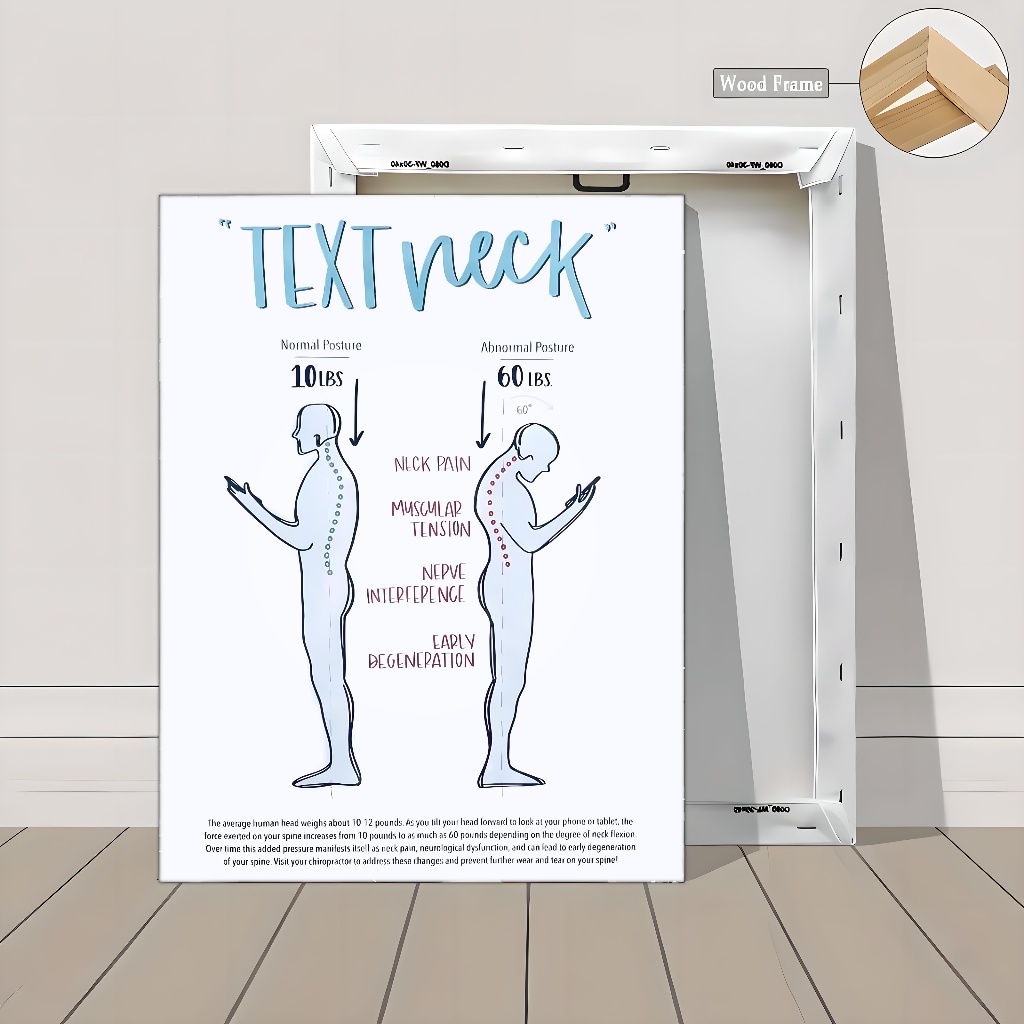 Wood Frame
"TEXT neck"
Normal Posture
10 LBS
Abnormal Posture
60 LBS.
60°
NECK PAIN
MUSCULAR
TENSION
NERVE
INTERFERENCE
EARLY
DEGENERATION
The average human head weighs about 10-12 pounds. As you tilt your head forward to look at your phone or tablet, the
force exerted on your spine increases from 10 pounds to as much as 60 pounds depending on the degree of neck flexion.
Over time this added pressure manifests itself as neck pain, neurological dysfunction, and can lead to early degeneration
of your spine. Visit your chiropractor to address these changes and prevent further wear and tear on your spine!